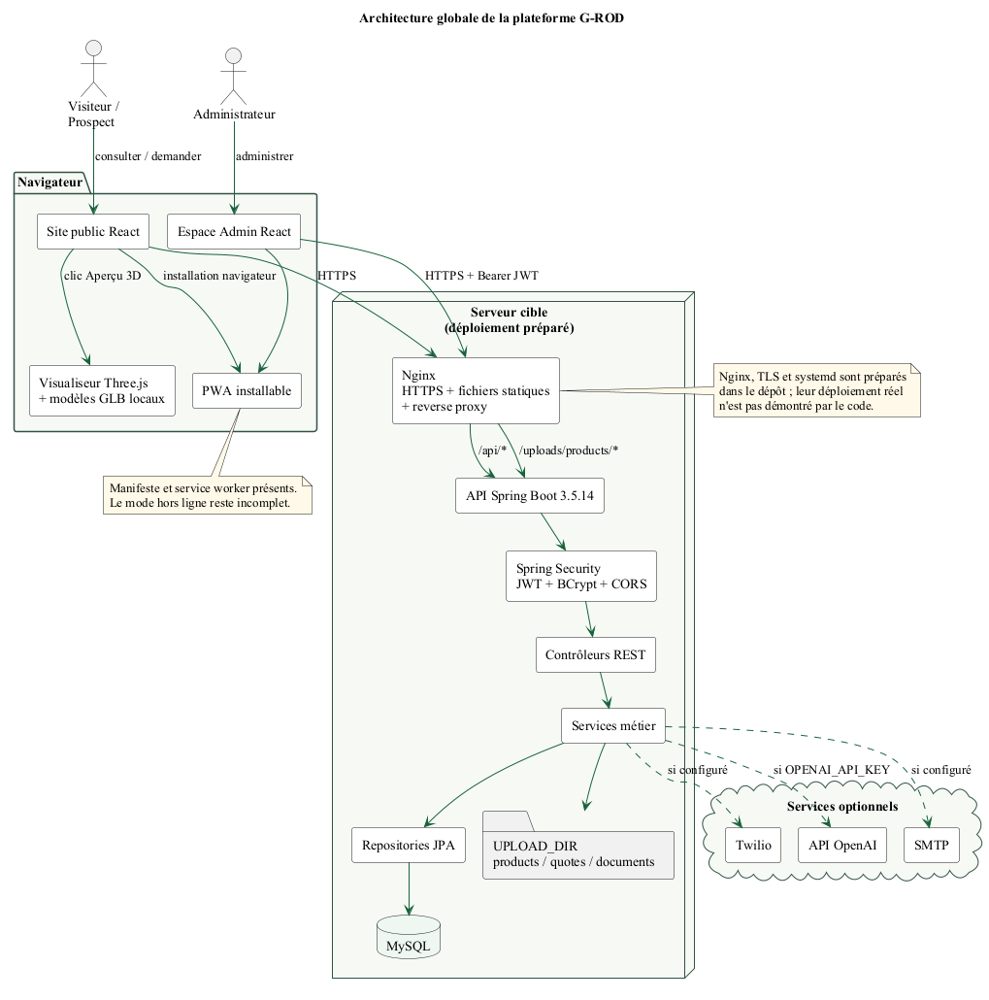 Architecture globale de la plateforme G-ROD
Visiteur /
Prospect
Administrateur
consulter / demander
administrer
Navigateur
Site public React
Espace Admin React
clic Aperçu 3D
installation navigateur
HTTPS
HTTPS + Bearer JWT
Visualiseur Three.js
+ modèles GLB locaux
PWA installable
Manifeste et service worker présents.
Le mode hors ligne reste incomplet.
Serveur cible
(déploiement préparé)
Nginx
HTTPS + fichiers statiques
+ reverse proxy
Nginx, TLS et systemd sont préparés
dans le dépôt ; leur déploiement réel
n'est pas démontré par le code.
/api/*
/uploads/products/*
API Spring Boot 3.5.14
Spring Security
JWT + BCrypt + CORS
Contrôleurs REST
Services métier
si configuré
si OPENAI_API_KEY
si configuré
Services optionnels
Twilio
API OpenAI
SMTP
Repositories JPA
UPLOAD_DIR
products / quotes / documents
MySQL